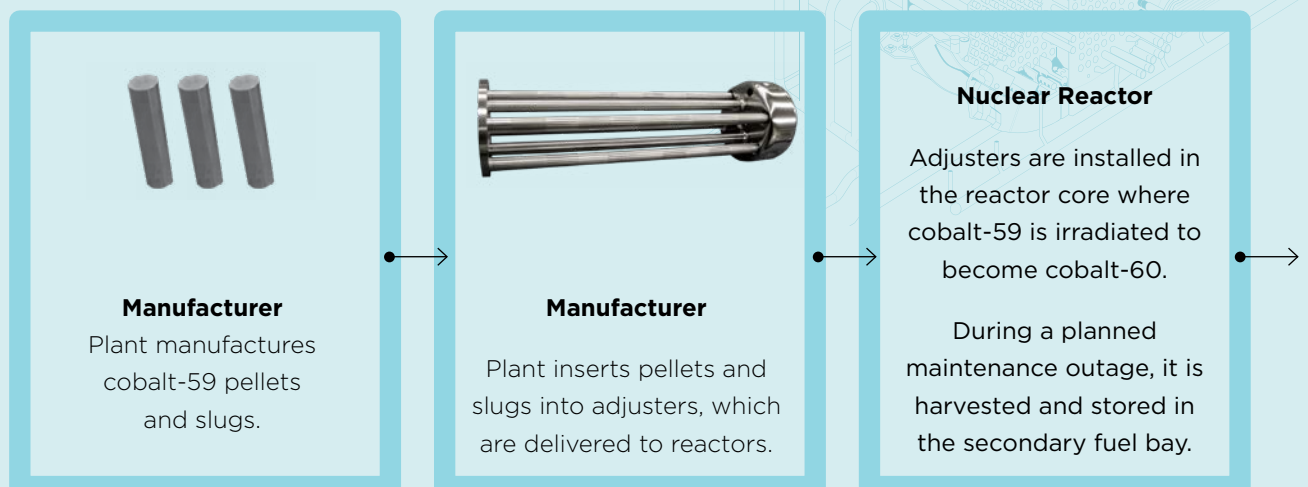 Manufacturer
Plant manufactures
cobalt-59 pellets
and slugs.
Manufacturer
Plant inserts pellets and
slugs into adjusters, which
are delivered to reactors.
Nuclear Reactor
Adjusters are installed in
the reactor core where
cobalt-59 is irradiated to
become cobalt-60.
During a planned
maintenance outage, it is
harvested and stored in
the secondary fuel bay.